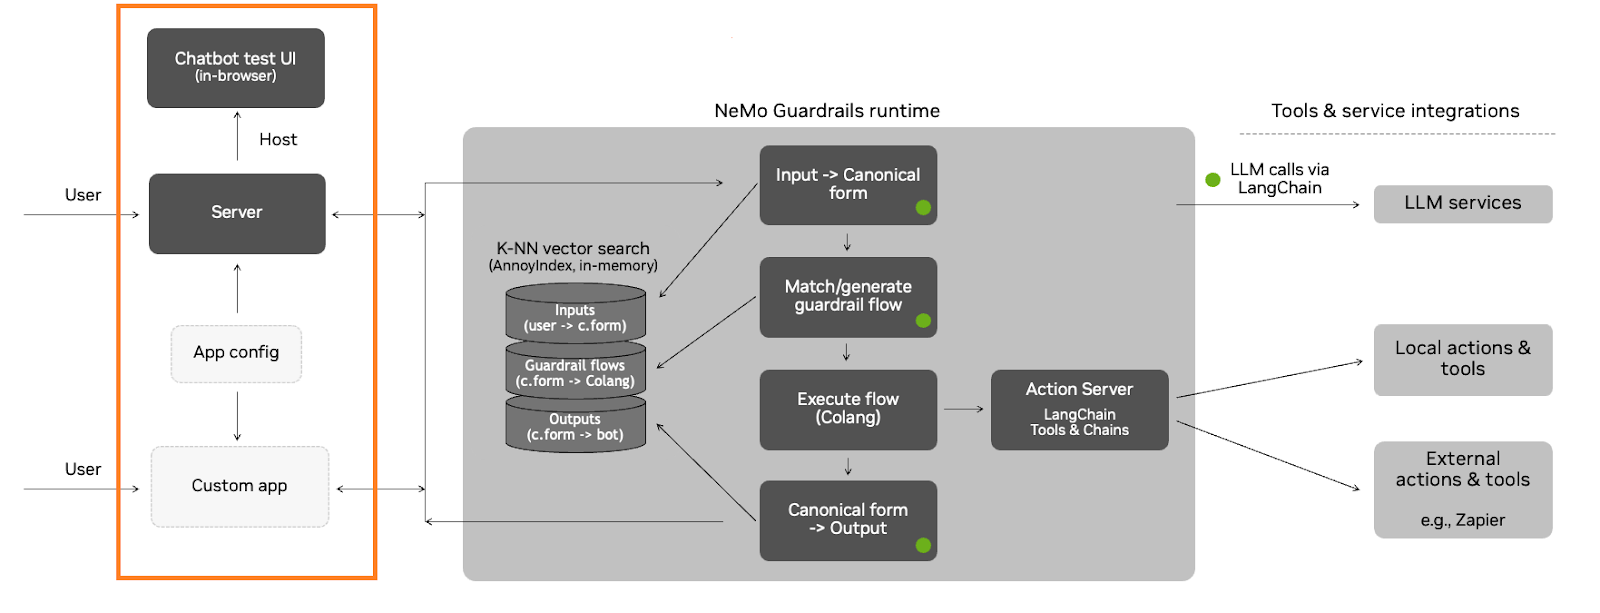 Chatbot test UI
(in-browser)
Host
User
Server
App config
User
Custom app
NeMo Guardrails runtime
Input -> Canonical
form
K-NN vector search
(AnnoyIndex, in-memory)
Inputs
(user -> c.form)
Guardrail flows
(c.form -> Colang)
Outputs
(c.form -> bot)
Match/generate
guardrail flow
Execute flow
(Colang)
Canonical form
-> Output
Action Server
LangChain
Tools & Chains
Tools & service integrations
LLM calls via
LangChain
LLM services
Local actions &
tools
External
actions & tools
e.g., Zapier